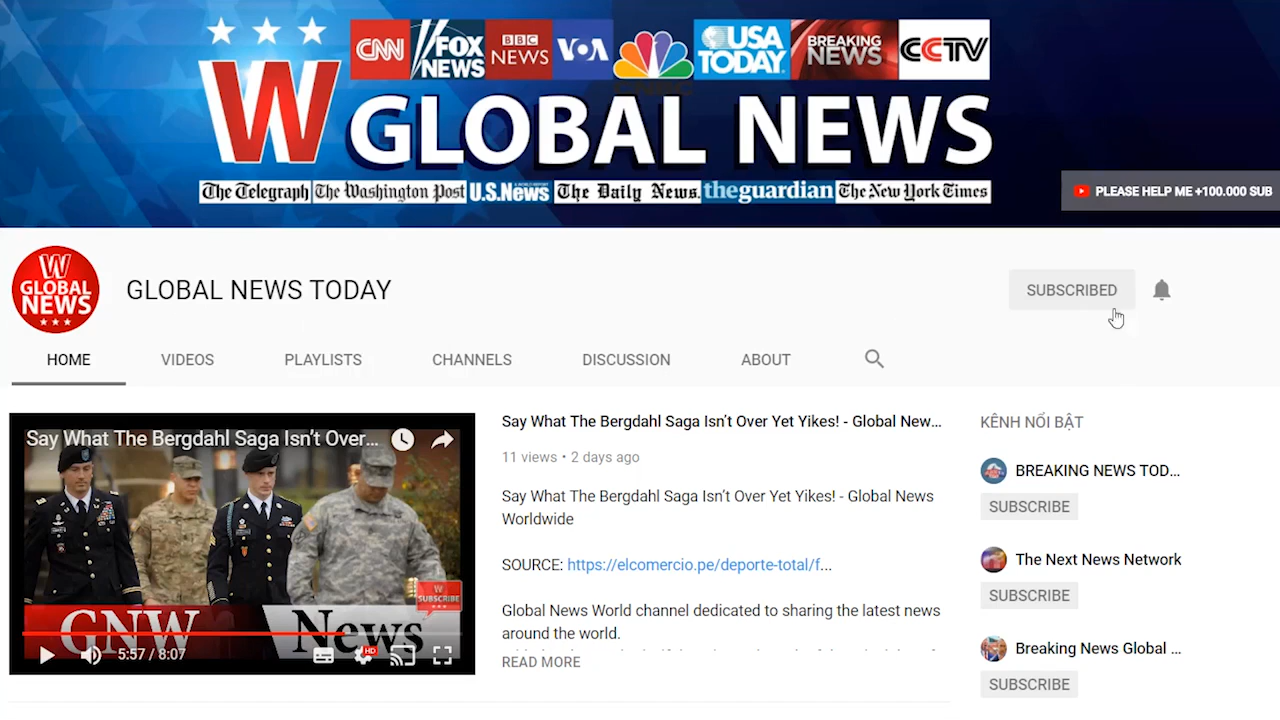 CNN
FOX NEWS
BBC NEWS
VOA
USA TODAY
BREAKING NEWS
CCTV
W GLOBAL NEWS
The Telegraph
The Washington Post
U.S.News
The Daily News.
theguardian
The New York Times
PLEASE HELP ME +100.000 SUB
W
GLOBAL
NEWS
GLOBAL NEWS TODAY
SUBSCRIBED
HOME VIDEOS PLAYLISTS CHANNELS DISCUSSION ABOUT
Say What The Bergdahl Saga Isn't Over...
W
SUBSCRIBE
GNW News
5:57 / 8:07
HD
Say What The Bergdahl Saga Isn't Over Yet Yikes! - Global New...
11 views • 2 days ago
Say What The Bergdahl Saga Isn't Over Yet Yikes! - Global News
Worldwide
SOURCE: https://elcomercio.pe/deporte-total/f...
Global News World channel dedicated to sharing the latest news
around the world.
READ MORE
KÊNH NỔI BẬT
BREAKING NEWS TOD...
SUBSCRIBE
The Next News Network
SUBSCRIBE
Breaking News Global ...
SUBSCRIBE